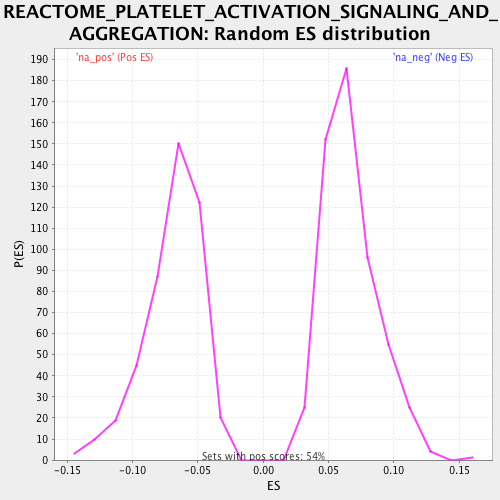 REACTOME_PLATELET_ACTIVATION_SIGNALING_AND_
AGGREGATION: Random ES distribution
'na_pos' (Pos ES)
'na_neg' (Neg ES)
190
180
170
160
150
140
130
120
110
100
90
80
70
60
50
40
30
20
10
0
P(ES)
Sets with pos scores: 54%
-0.15 -0.10 -0.05 0.00 0.05 0.10 0.15
ES